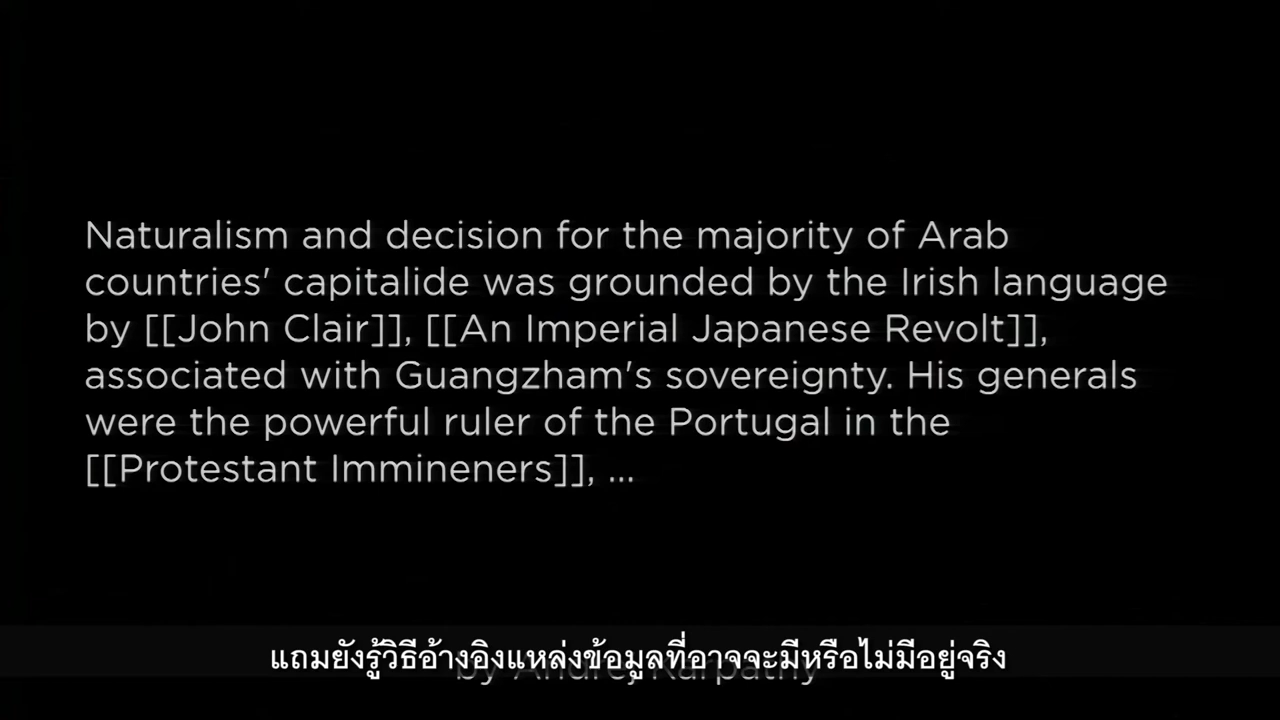 Naturalism and decision for the majority of Arab
countries' capitalide was grounded by the Irish language
by [[John Clair]], [[An Imperial Japanese Revolt]],
associated with Guangzham's sovereignty. His generals
were the powerful ruler of the Portugal in the
[[Protestant Immineners]], ...
แถมยังรู้วิธีอ้างอิงแหล่งข้อมูลที่อาจจะมีหรือไม่มีอยู่จริง
by Andrej Karpathy